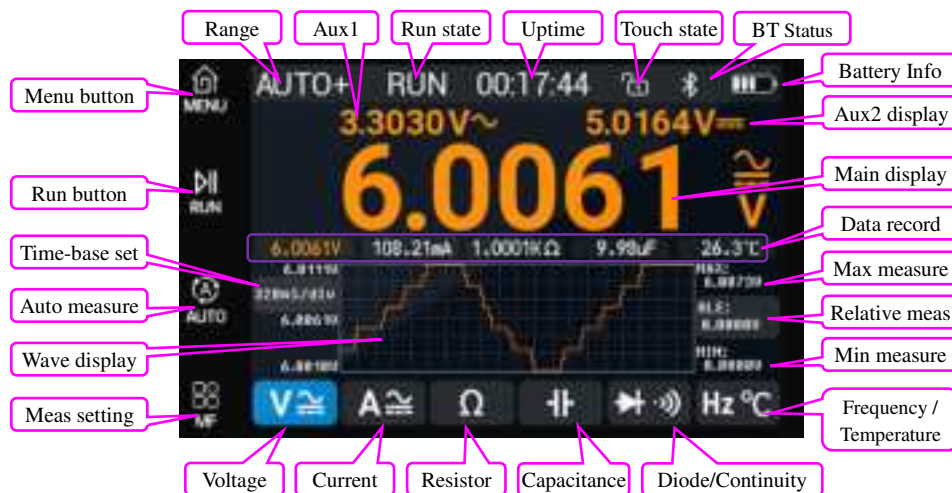 Range Aux1 Run state Uptime Touch state BT Status
Battery Info
Menu button
MENU
AUTO+ RUN 00:17:44
3.3030V 5.0164V
Aux2 display
6.0061 V
Main display
Run button
RUN
Data record
6.0061V 108.21mA 1.0001KΩ 9.98uF 26.3℃
Time-base set
MAX:
Max measure
Auto measure
AUTO
Relative meas
Wave display
MIN:
Min measure
Meas setting
MF
V A Ω Hz ℃
Frequency /
Temperature
Voltage Current Resistor Capacitance Diode/Continuity